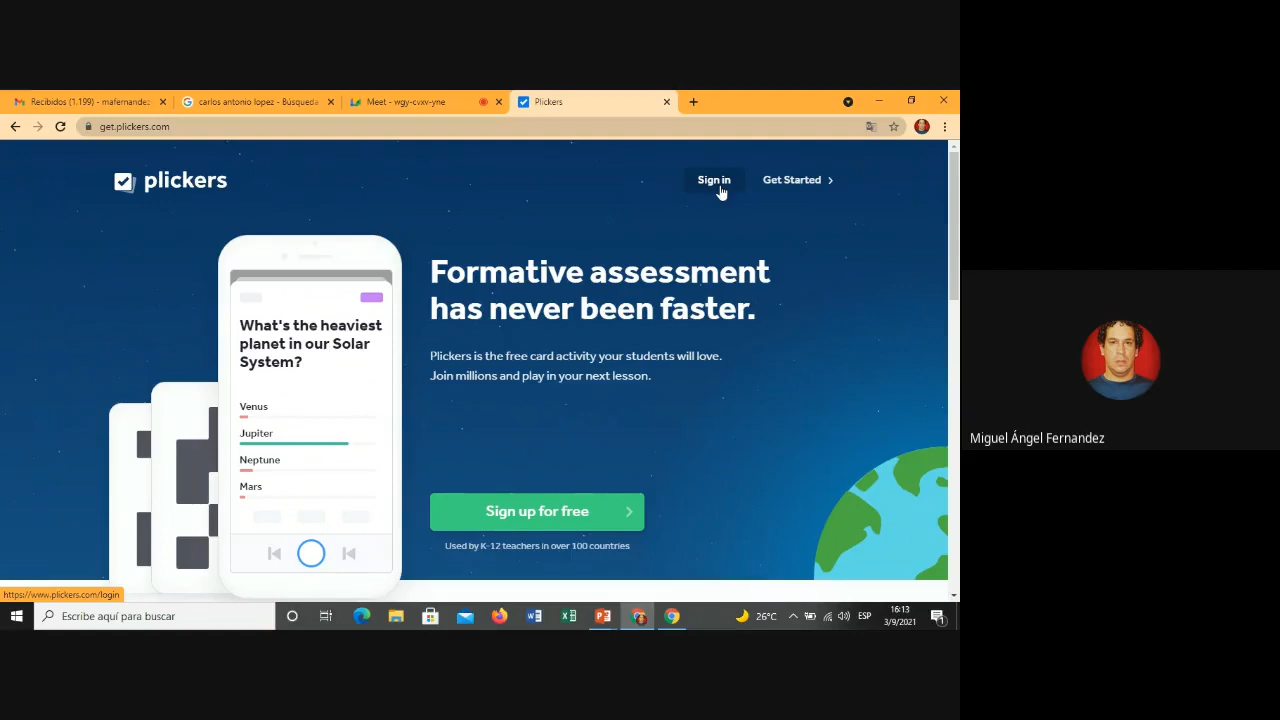 Recibidos (1.199) - mafernandez
carlos antonio lopez - Búsqueda
Meet - wgy-cvxv-yne
Plickers
get.plickers.com
plickers
Sign in
Get Started
Formative assessment
has never been faster.
Plickers is the free card activity your students will love.
Join millions and play in your next lesson.
What's the heaviest
planet in our Solar
System?
Venus
Jupiter
Neptune
Mars
Sign up for free
Used by K-12 teachers in over 100 countries
https://www.plickers.com/login
Escribe aquí para buscar
26°C
ESP
16:13
3/9/2021
1
Miguel Ángel Fernandez